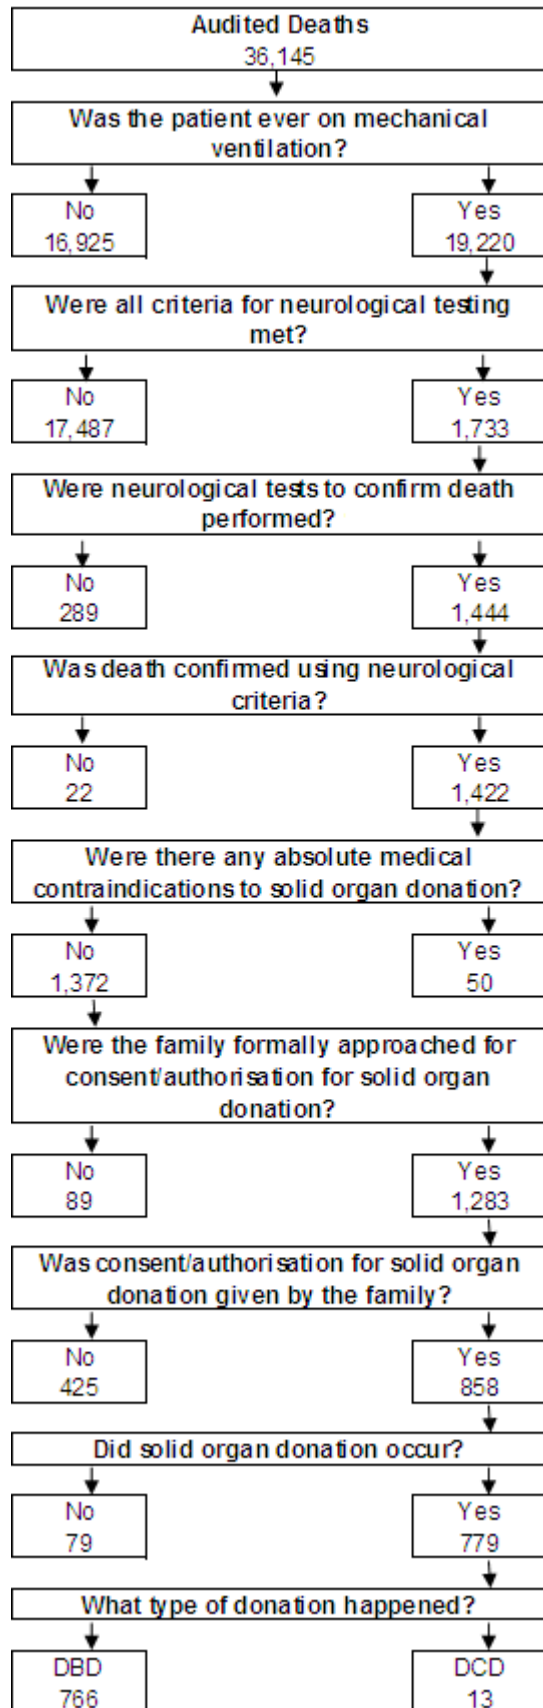 Audited Deaths
36,145
Was the patient ever on mechanical
ventilation?
No
16,925
Yes
19,220
Were all criteria for neurological testing
met?
No
17,487
Yes
1,733
Were neurological tests to confirm death
performed?
No
289
Yes
1,444
Was death confirmed using neurological
criteria?
No
22
Yes
1,422
Were there any absolute medical
contraindications to solid organ donation?
No
1,372
Yes
50
Were the family formally approached for
consent/authorisation for solid organ
donation?
No
89
Yes
1,283
Was consent/authorisation for solid organ
donation given by the family?
No
425
Yes
858
Did solid organ donation occur?
No
79
Yes
779
What type of donation happened?
DBD
766
DCD
13